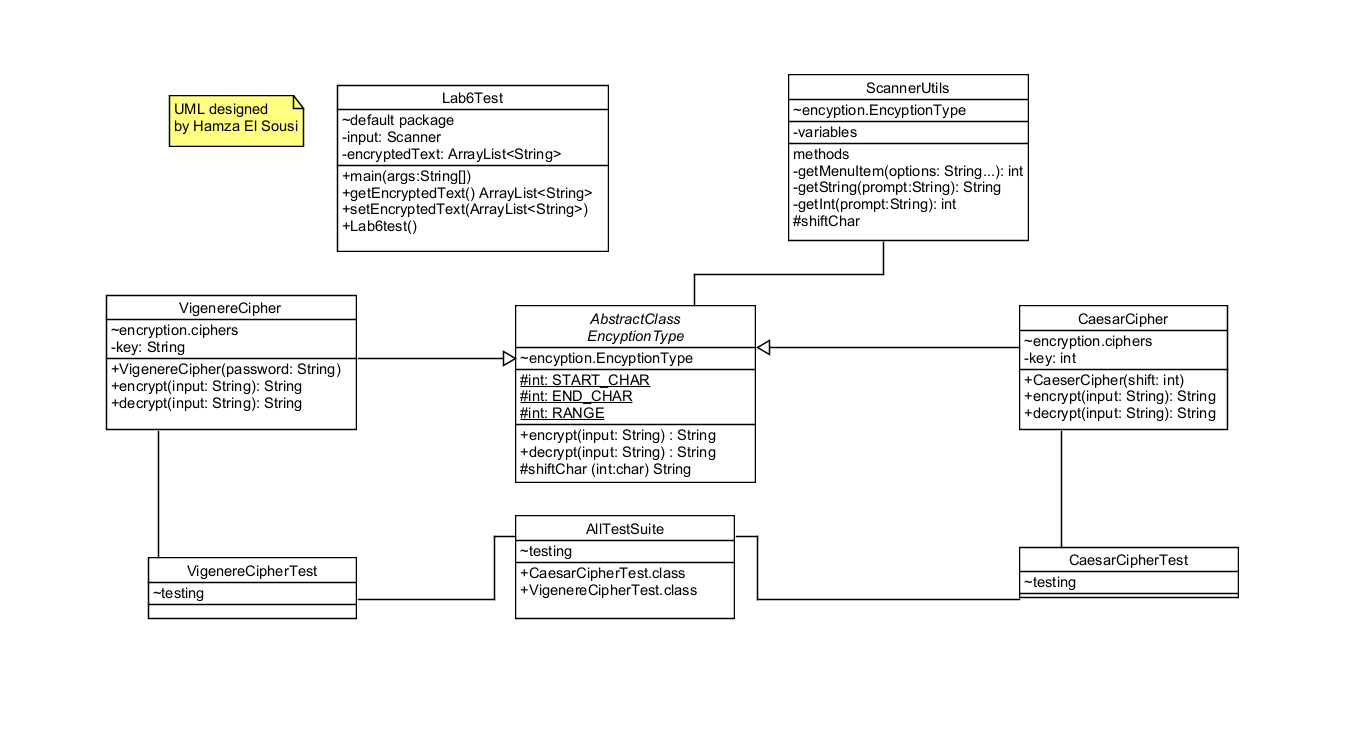 UML designed
by Hamza El Sousi
Lab6Test
~default package
-input: Scanner
-encryptedText: ArrayList<String>
+main(args:String[])
+getEncryptedText() ArrayList<String>
+setEncryptedText(ArrayList<String>)
+Lab6test()
ScannerUtils
~encyption.EncyptionType
-variables
methods
-getMenuItem(options: String...): int
-getString(prompt:String): String
-getInt(prompt:String): int
#shiftChar
VigenereCipher
~encryption.ciphers
-key: String
+VigenereCipher(password: String)
+encrypt(input: String): String
+decrypt(input: String): String
AbstractClass
EncyptionType
~encyption.EncyptionType
#int: START_CHAR
#int: END_CHAR
#int: RANGE
+encrypt(input: String) : String
+decrypt(input: String) : String
#shiftChar (int:char) String
CaesarCipher
~encryption.ciphers
-key: int
+CaeserCipher(shift: int)
+encrypt(input: String): String
+decrypt(input: String): String
VigenereCipherTest
~testing
AllTestSuite
~testing
+CaesarCipherTest.class
+VigenereCipherTest.class
CaesarCipherTest
~testing